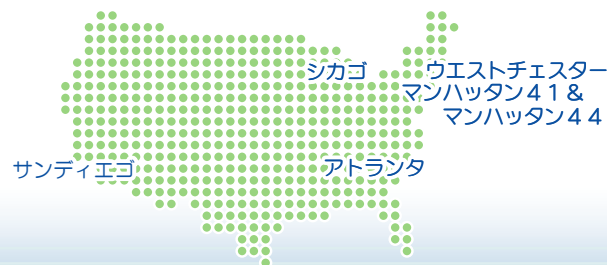 シカゴ
ウエストチェスター
マンハッタン４１＆
マンハッタン４４
サンディエゴ
アトランタ